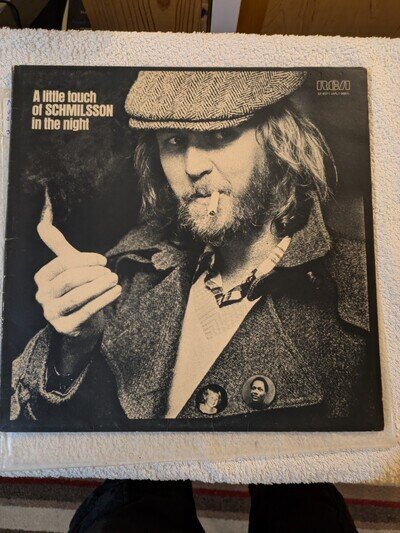 A little touch
of SCHMILSSON
in the night
RCA